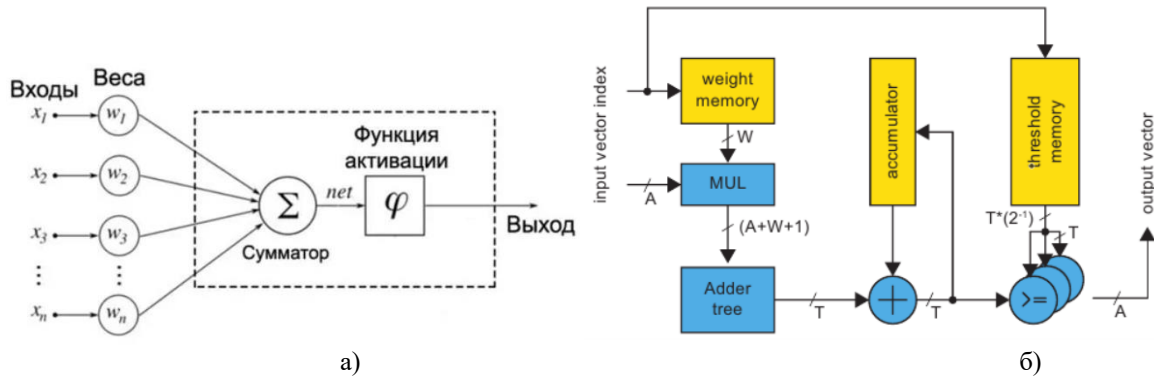 Входы
Веса
x1
w1
x2
w2
x3
w3
⋮
⋮
xn
wn
Функция
активации
Σ
net
φ
Сумматор
Выход
а)
input vector index
A
weight
memory
W
MUL
(A+W+1)
Adder
tree
T
accumulator
+
T
threshold
memory
T*(2-1)
T
>=
A
output vector
б)